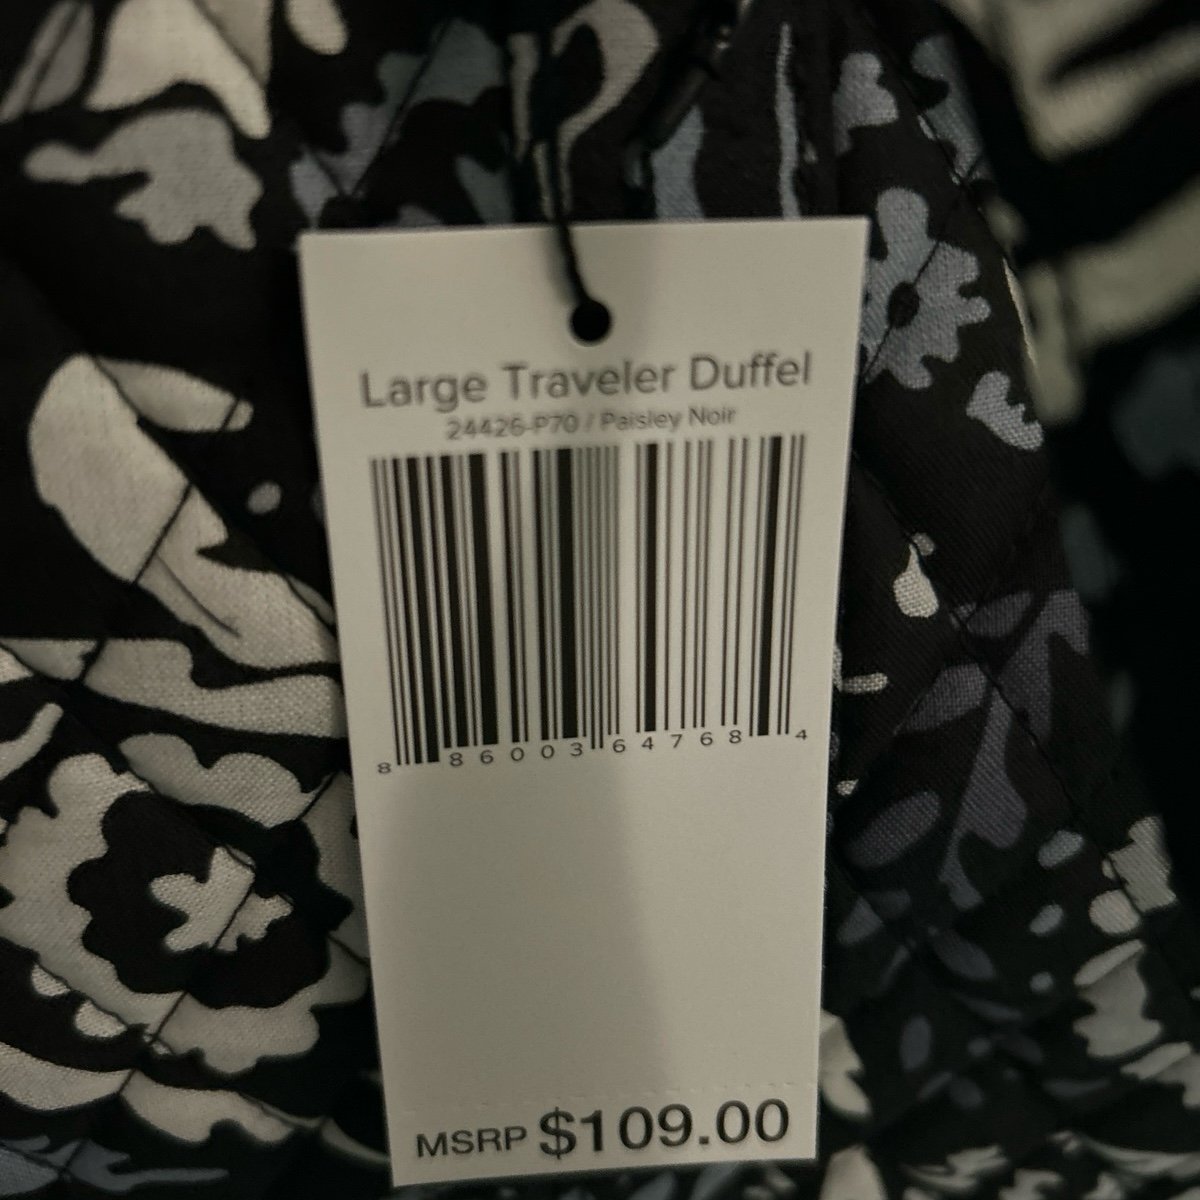 Large Traveler Duffel
24426-P70 / Paisley Noir
8 86003 64768 4
MSRP $109.00